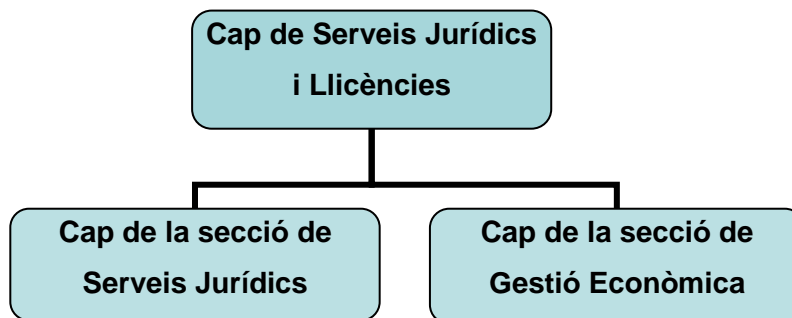 Cap de Serveis Jurídics
i Llicències
Cap de la secció de
Serveis Jurídics
Cap de la secció de
Gestió Econòmica